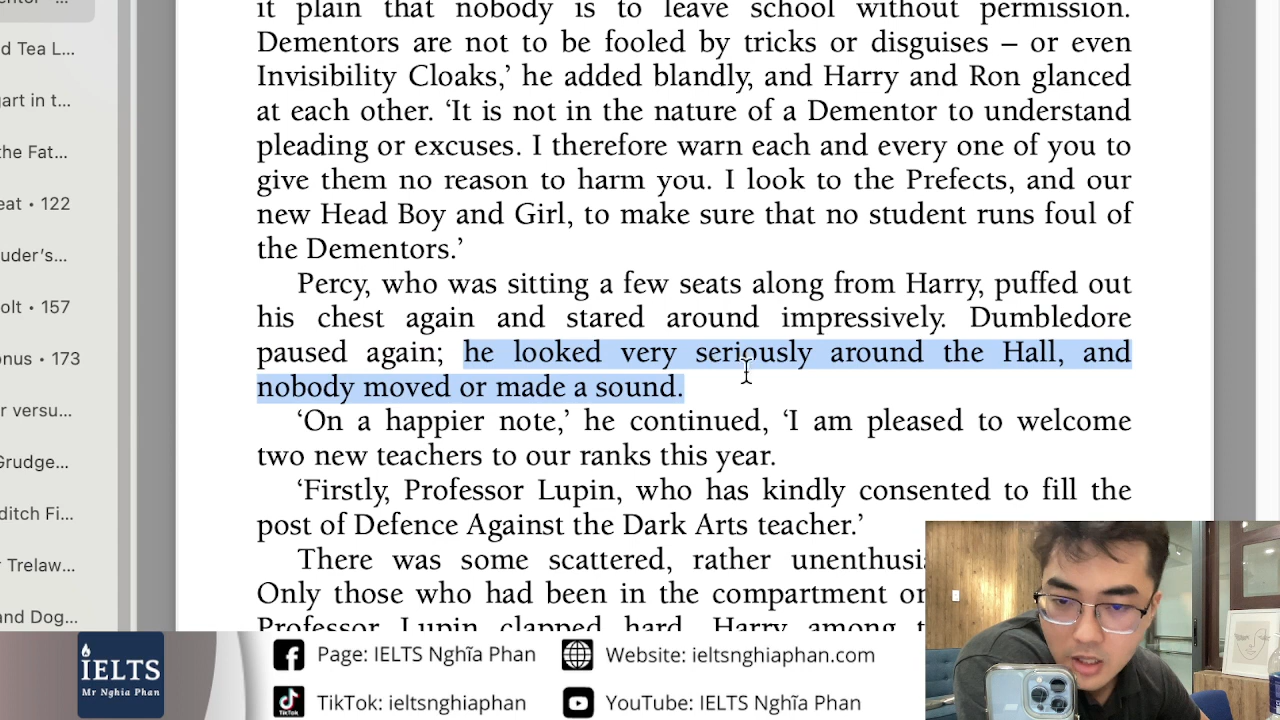 it plain that nobody is to leave school without permission.
Dementors are not to be fooled by tricks or disguises – or even
Invisibility Cloaks,’ he added blandly, and Harry and Ron glanced
at each other. ‘It is not in the nature of a Dementor to understand
pleading or excuses. I therefore warn each and every one of you to
give them no reason to harm you. I look to the Prefects, and our
new Head Boy and Girl, to make sure that no student runs foul of
the Dementors.’
Percy, who was sitting a few seats along from Harry, puffed out
his chest again and stared around impressively. Dumbledore
paused again; he looked very seriously around the Hall, and
nobody moved or made a sound.
‘On a happier note,’ he continued, ‘I am pleased to welcome
two new teachers to our ranks this year.
‘Firstly, Professor Lupin, who has kindly consented to fill the
post of Defence Against the Dark Arts teacher.’
There was some scattered, rather
Only those who had been in the compartment
Professor Lupin clapped hard, Harry among
d Tea L...
gart in t...
the Fat...
eat • 122
uder’s...
olt • 157
onus • 173
r versu...
Grudge...
ditch Fi...
r Trelaw...
and Dog...
IELTS
Mr Nghia Phan
Page: IELTS Nghĩa Phan
Website: ieltsnghiaphan.com
TikTok: ieltsnghiaphan
YouTube: IELTS Nghĩa Phan